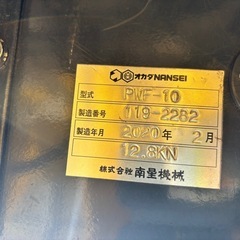 オカダNANSEI
型式 PWF-10
製造番号 119-2282
製造年月 2020年 2月
12.8KN
株式会社 南星機械